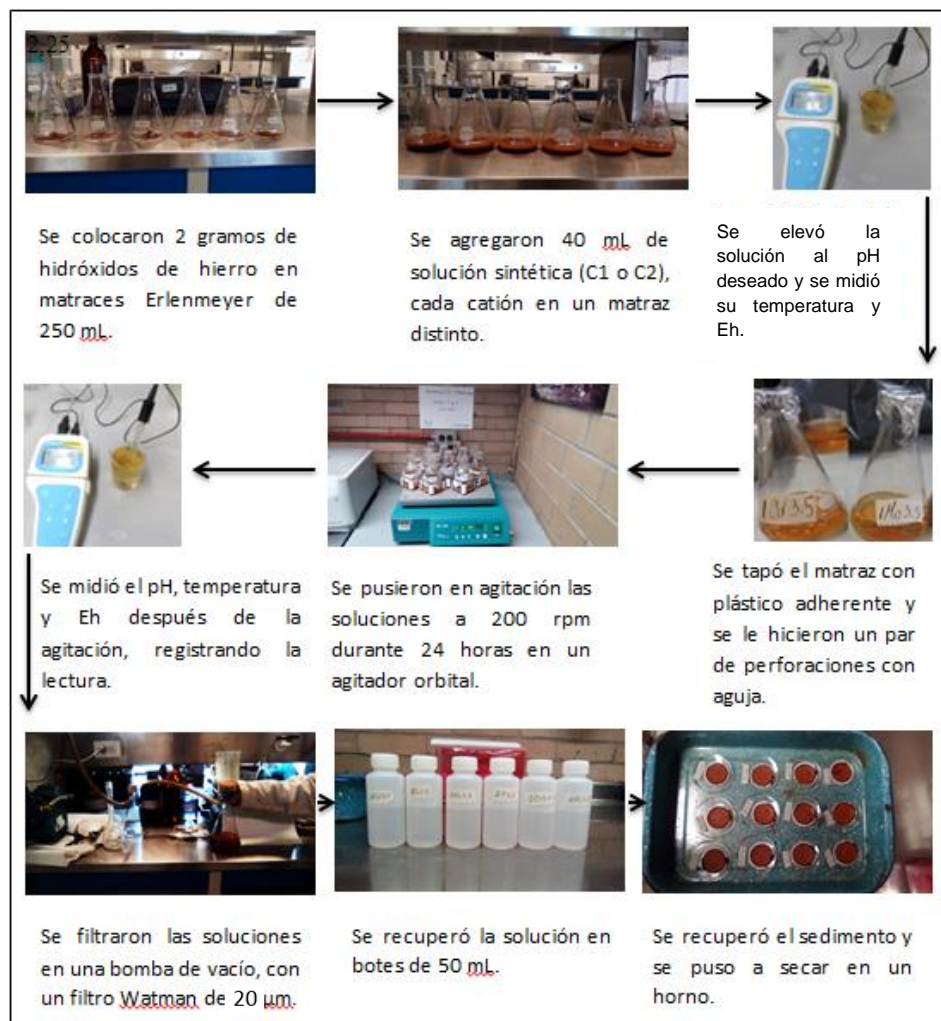 2,25
Se colocaron 2 gramos de
hidróxidos de hierro en
matraces Erlenmeyer de
250 mL.
Se agregaron 40 mL de
solución sintética (C1 o C2),
cada catión en un matraz
distinto.
Se elevó la
solución al pH
deseado y se midió
su temperatura y
Eh.
Se tapó el matraz con
plástico adherente y
se le hicieron un par
de perforaciones con
aguja.
Se pusieron en agitación las
soluciones a 200 rpm
durante 24 horas en un
agitador orbital.
Se midió el pH, temperatura
y Eh después de la
agitación, registrando la
lectura.
Se filtraron las soluciones
en una bomba de vacío, con
un filtro Watman de 20 µm.
Se recuperó la solución en
botes de 50 mL.
Se recuperó el sedimento y
se puso a secar en un
horno.